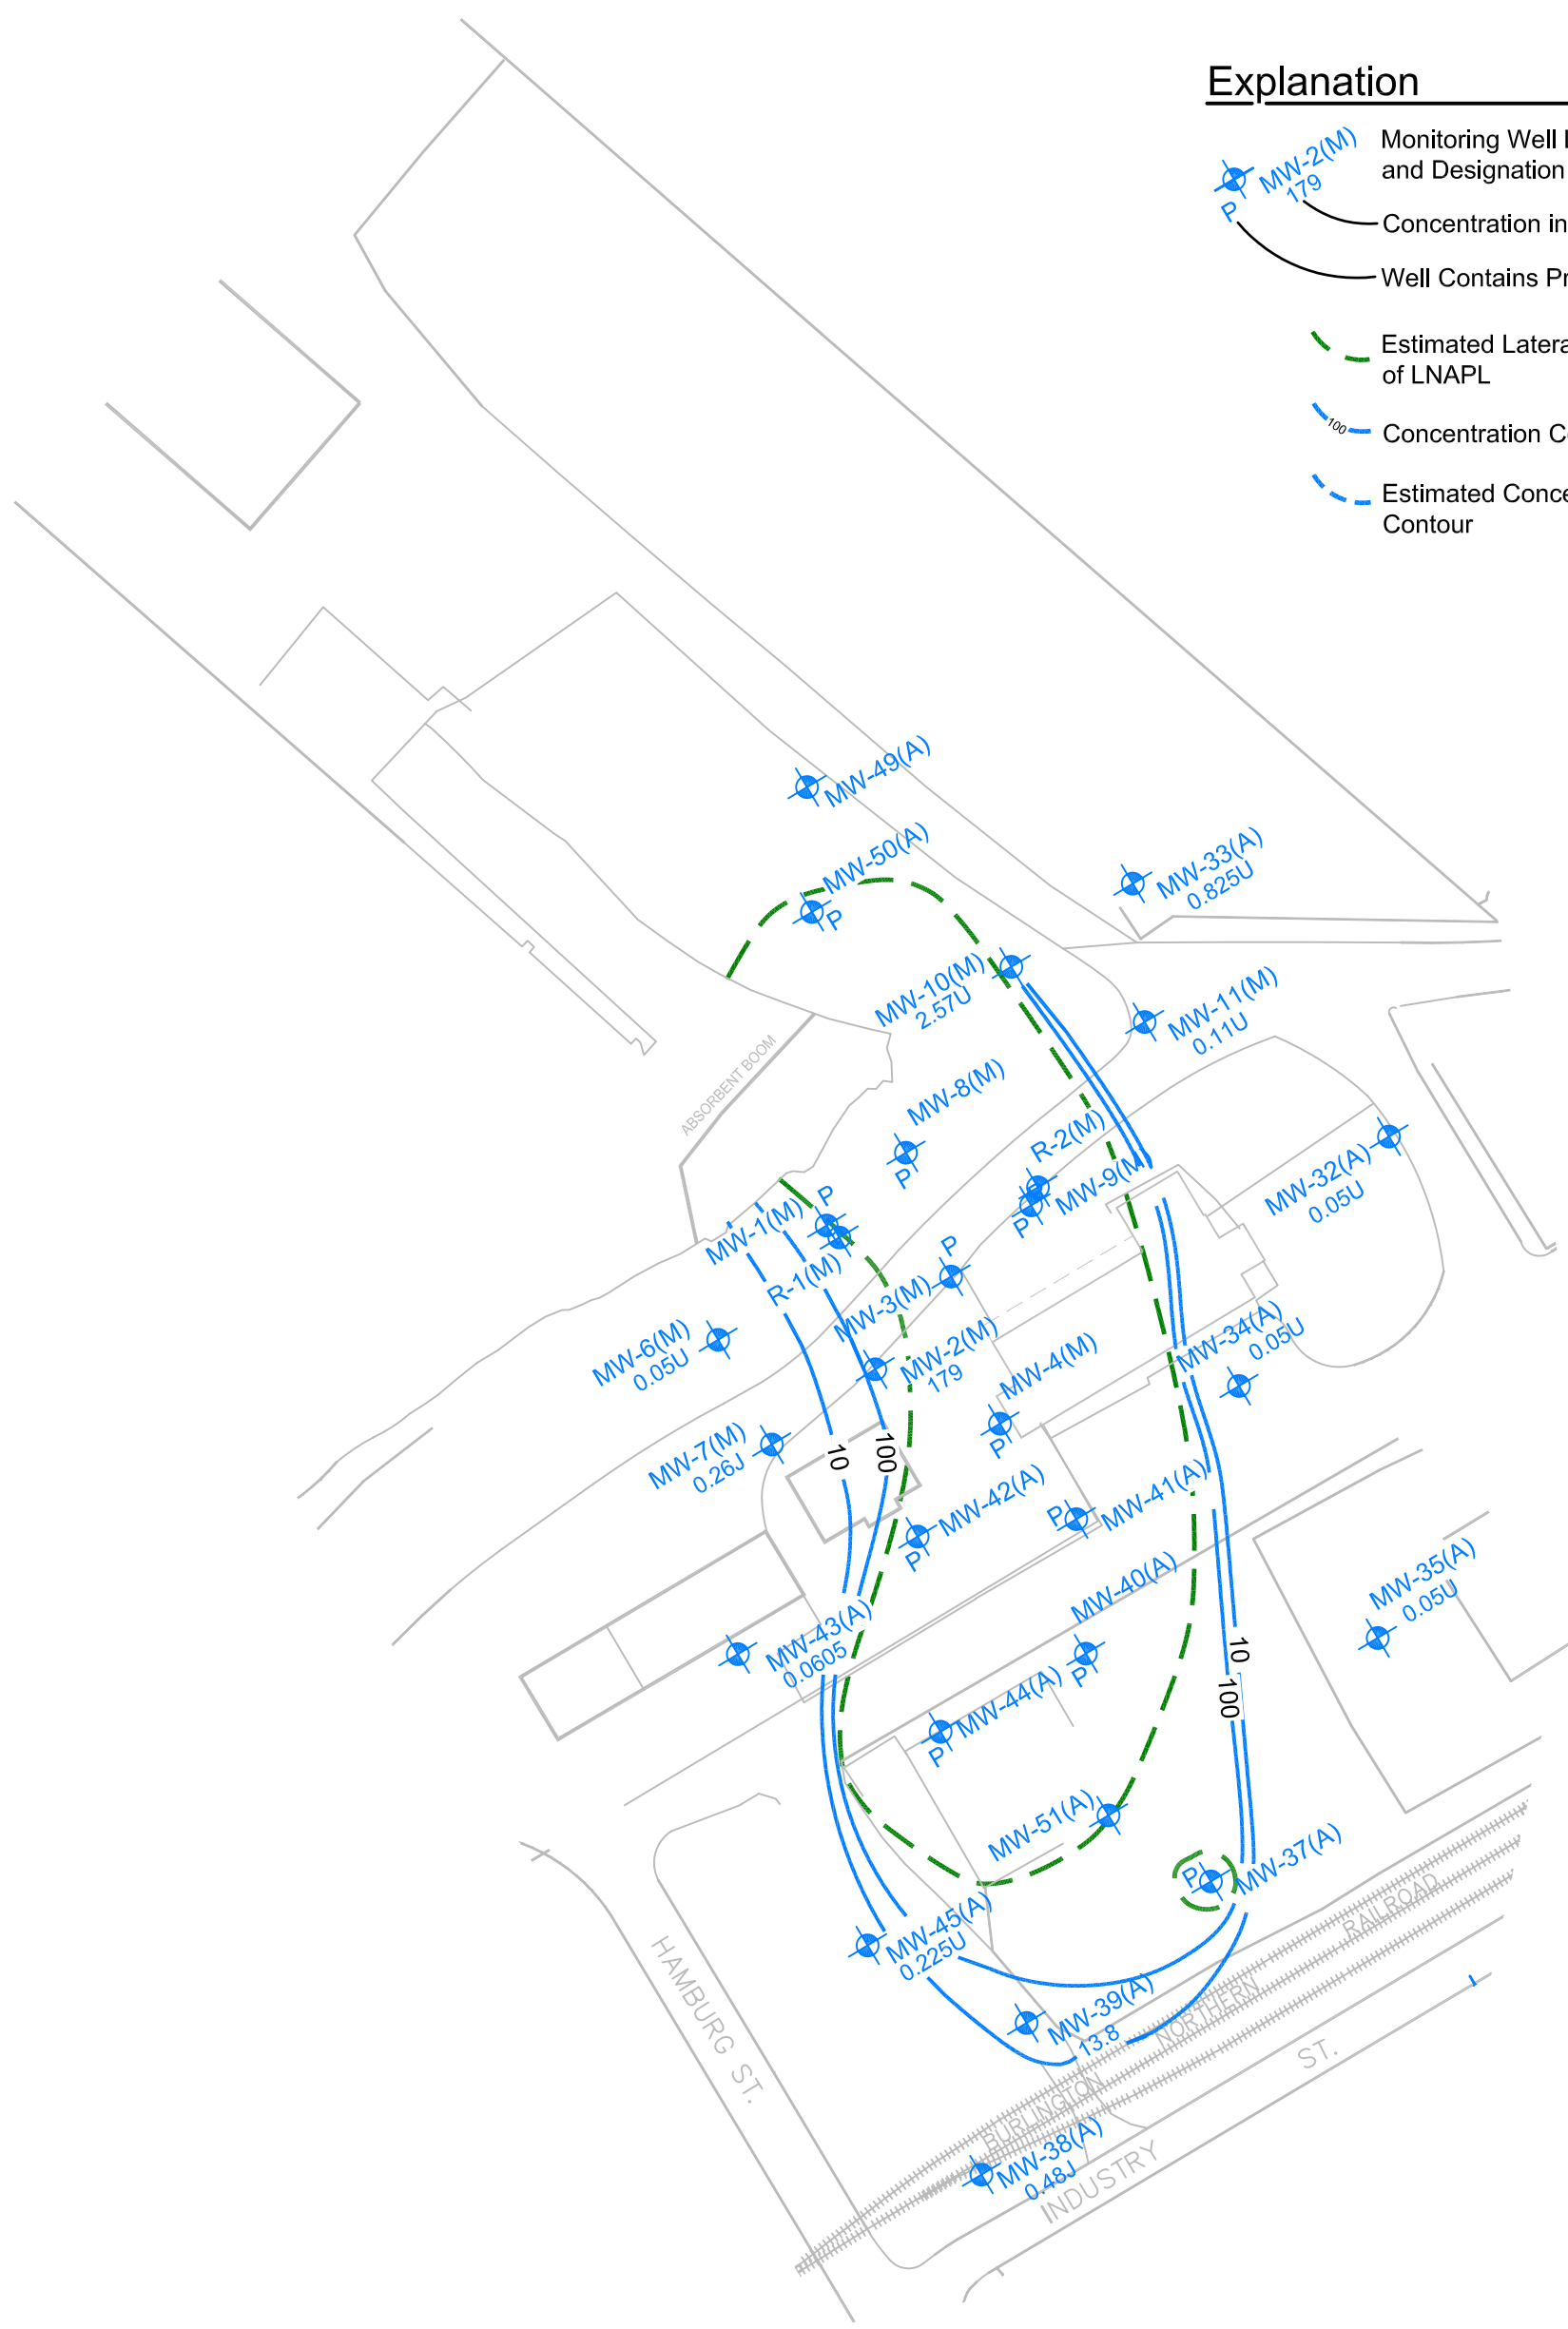 Explanation
MW-2(M)
179
P
Monitoring Well
and Designation
Concentration in
Well Contains
Estimated
of LNAPL
100
Concentration
Estimated
Contour
MW-49(A)
MW-50(A)
P
MW-33(A)
0.825U
MW-10(M)
2.57U
MW-11(M)
0.11U
ABSORBENT BOOM
MW-8(M)
P
R-2(M)
MW-9(M
P
MW-32(A)
0.05U
P
MW-1(M)
R-1(M)
P
MW-3(M)
MW-6(M)
0.05U
MW-2(M)
179
MW-4(M)
P
MW-34(A)
0.05U
MW-7(M)
0.26J
10
100
MW-42(A)
P
P
MW-41(A)
MW-40(A)
P
MW-35(A)
0.05U
MW-43(A)
0.0605
10
100
MW-44(A)
P
MW-51(A)
P
MW-37(A)
MW-45(A)
0.225U
MW-39(A)
13.8
HAMBURG ST.
BURLINGTON NORTHERN RAILROAD
MW-38(A)
0.48J
INDUSTRY ST.